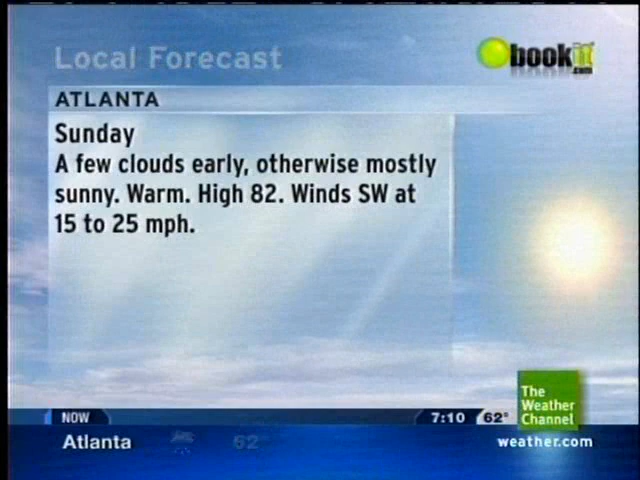 Local Forecast
bookit
.com
ATLANTA
Sunday
A few clouds early, otherwise mostly
sunny. Warm. High 82. Winds SW at
15 to 25 mph.
NOW
7:10 62°
The
Weather
Channel
Atlanta 62°
weather.com